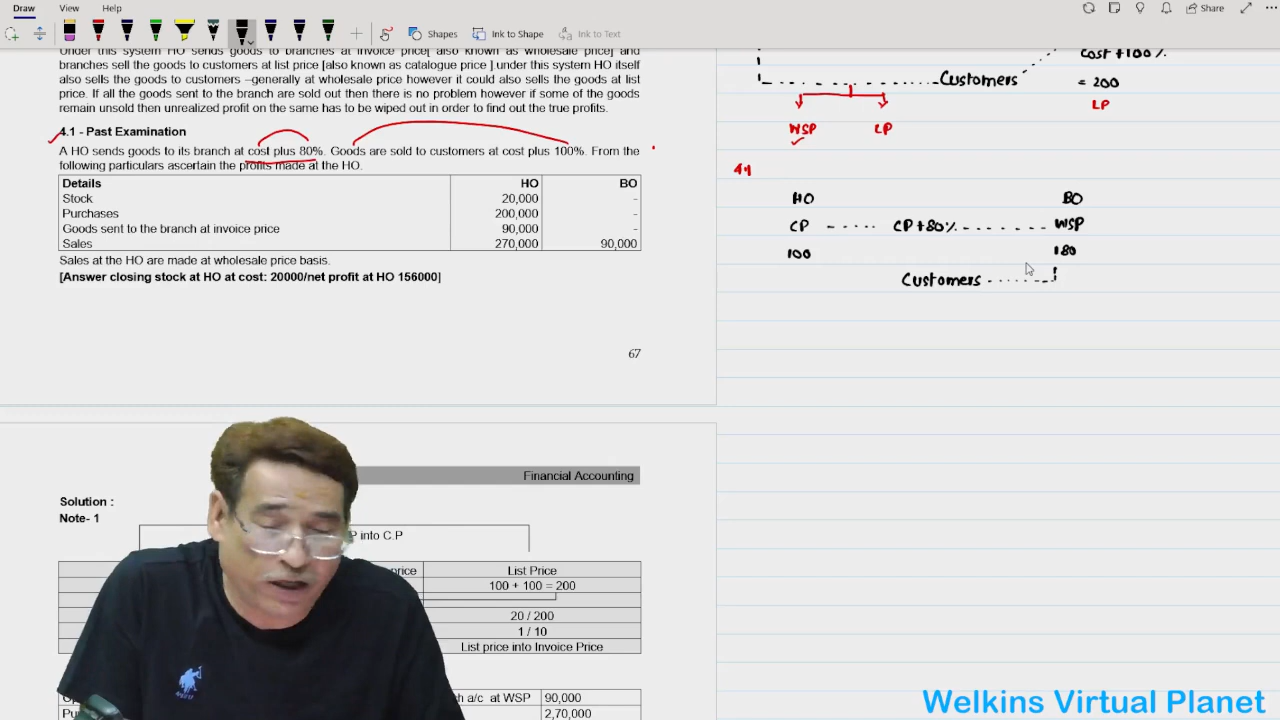 Draw View Help
Share
Shapes Ink to Shape Ink to Text
Under this system HO sends goods to branches at invoice price[ also known as wholesale price] and
branches sell the goods to customers at list price [also known as catalogue price ] under this system HO itself
also sells the goods to customers –generally at wholesale price however it could also sells the goods at list
price. If all the goods sent to the branch are sold out then there is no problem however if some of the goods
remain unsold then unrealized profit on the same has to be wiped out in order to find out the true profits.
4.1 - Past Examination
A HO sends goods to its branch at cost plus 80%. Goods are sold to customers at cost plus 100%. From the
following particulars ascertain the profits made at the HO.
Details HO BO
Stock 20,000 -
Purchases 200,000 -
Goods sent to the branch at invoice price 90,000 -
Sales 270,000 90,000
Sales at the HO are made at wholesale price basis.
[Answer closing stock at HO at cost: 20000/net profit at HO 156000]
67
Financial Accounting
Solution :
Note- 1
P into C.P
price List Price
100 + 100 = 200
20 / 200
1 / 10
List price into Invoice Price
h a/c at WSP 90,000
2,70,000
Cost +100%
Customers = 200
LP
WSP LP
HO BO
CP CP+80% WSP
100 180
Customers
Welkins Virtual Planet